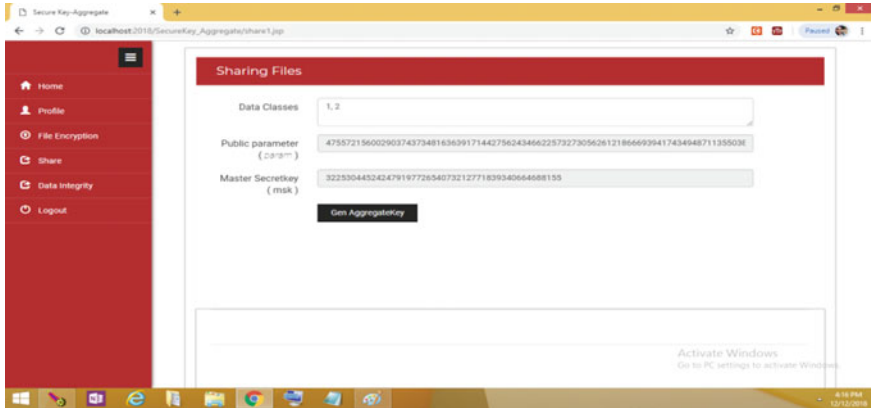 Secure Key-Aggregate
localhost:2018/SecureKey_Aggregate/share1.jsp
Paused
Home
Profile
File Encryption
Share
Data Integrity
Logout
Sharing Files
Data Classes
1, 2
Public parameter
( param )
Master Secretkey
( msk )
Gen AggregateKey
Activate Windows
Go to PC settings to activate Windows.
4:16 PM
12/12/2018